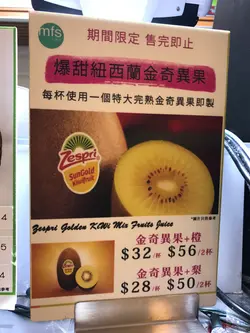 mfs
期間限定 售完即止
爆甜紐西蘭金奇異果
每杯使用一個特大完熟金奇異果即製
Zespri
SunGold
Kiwifruit
Zespri Golden KiWi Mix Fruits Juice
金奇異果+橙
$32/杯 $56/2杯
金奇異果+梨
$28/杯 $50/2杯